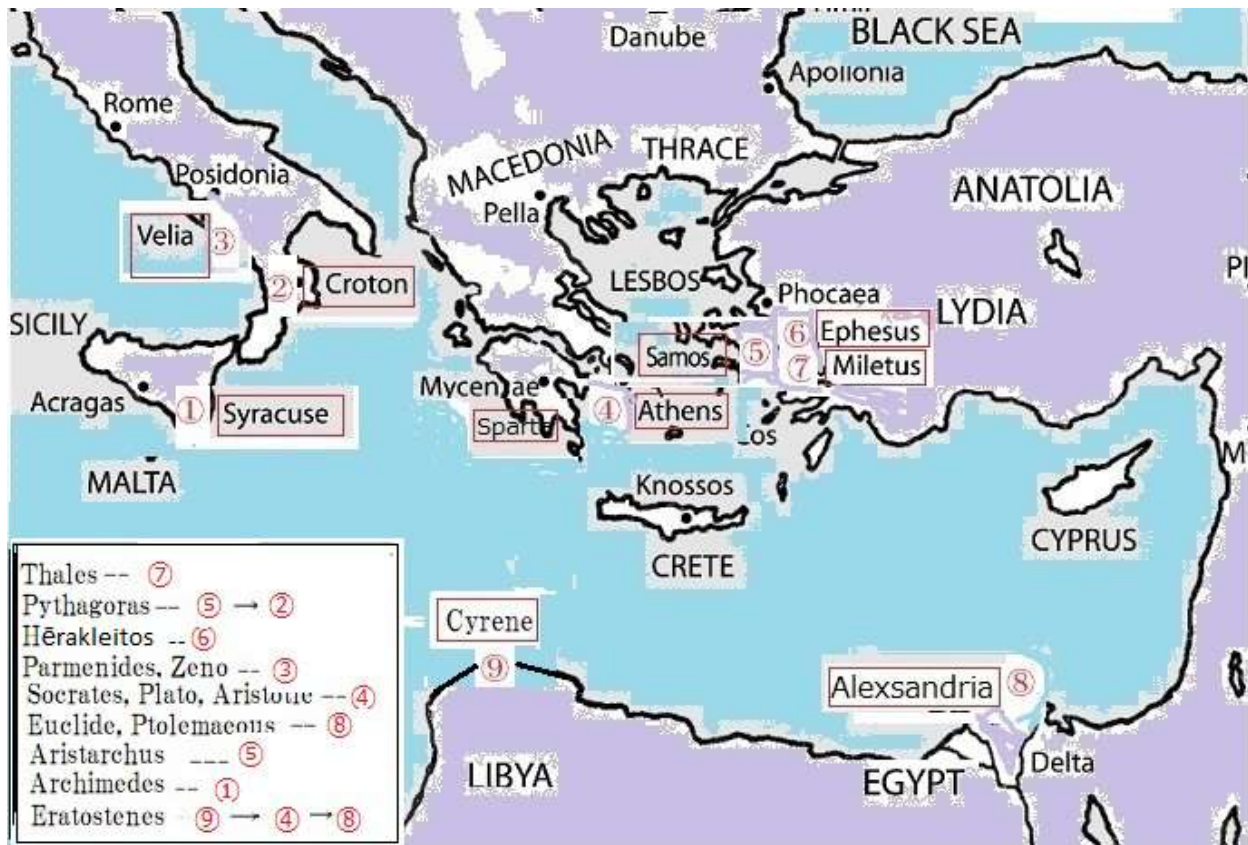 Danube
BLACK SEA
Apollonia
Rome
MACEDONIA
THRACE
Posidonia
ANATOLIA
Pella
Velia ③
② Croton
LESBOS
Phocaea
LYDIA
SICILY
⑥ Ephesus
Samos ⑤
⑦ Miletus
Mycenae
Acragas
① Syracuse
④ Athens
Sparta
MALTA
Knossos
CYPRUS
CRETE
Thales -- ⑦
Pythagoras -- ⑤ → ②
Hērakleitos -- ⑥
Parmenides, Zeno -- ③
Socrates, Plato, Aristotle -- ④
Euclide, Ptolemaeous -- ⑧
Aristarchus --- ⑤
Archimedes -- ①
Eratostenes ⑨ → ④ → ⑧
Cyrene
⑨
Alexsandria ⑧
LIBYA
EGYPT
Delta